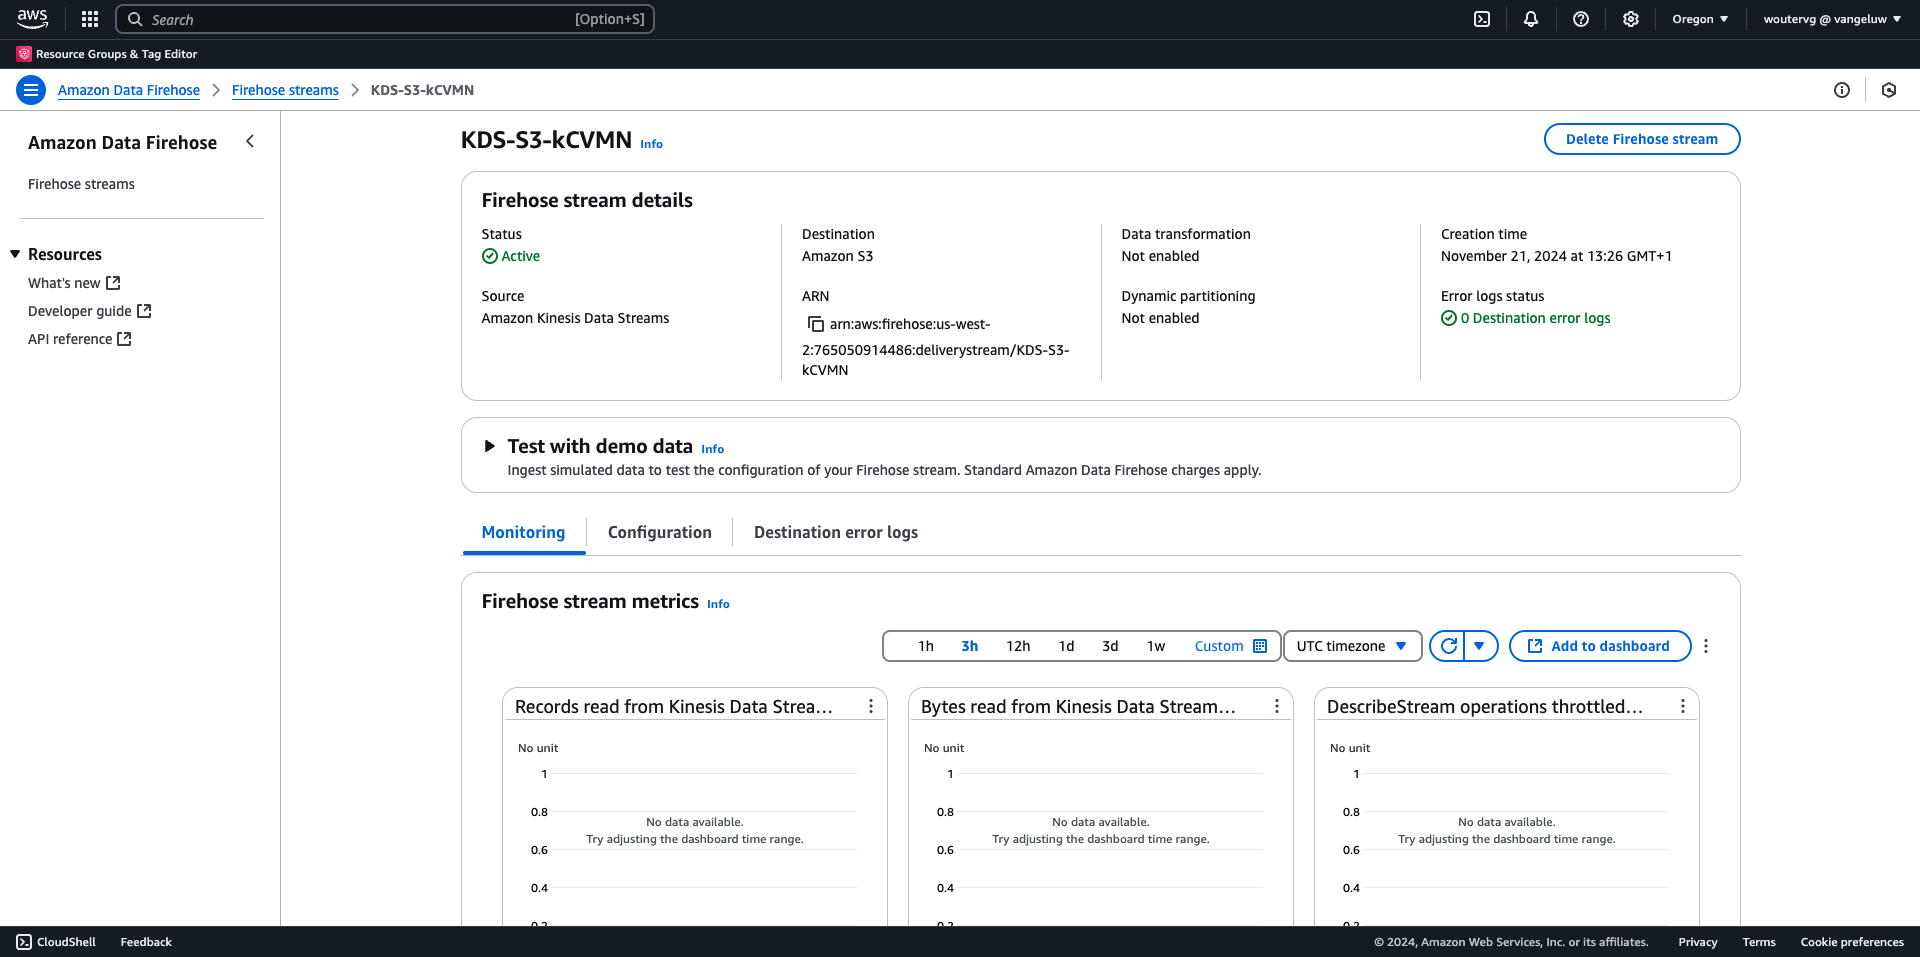 aws
Search [Option+S]
Oregon
woutervg @ vangeluw
Resource Groups & Tag Editor
Amazon Data Firehose > Firehose streams > KDS-S3-kCVMN
Amazon Data Firehose
Firehose streams
Resources
What's new
Developer guide
API reference
KDS-S3-kCVMN Info
Delete Firehose stream
Firehose stream details
Status
Active
Source
Amazon Kinesis Data Streams
Destination
Amazon S3
ARN
arn:aws:firehose:us-west-
2:765050914486:deliverystream/KDS-S3-
kCVMN
Data transformation
Not enabled
Dynamic partitioning
Not enabled
Creation time
November 21, 2024 at 13:26 GMT+1
Error logs status
0 Destination error logs
Test with demo data Info
Ingest simulated data to test the configuration of your Firehose stream. Standard Amazon Data Firehose charges apply.
Monitoring
Configuration
Destination error logs
Firehose stream metrics Info
1h 3h 12h 1d 3d 1w Custom
UTC timezone
Add to dashboard
Records read from Kinesis Data Strea...
No unit
1
0.8
No data available.
Try adjusting the dashboard time range.
0.6
0.4
0.2
Bytes read from Kinesis Data Stream...
No unit
1
0.8
No data available.
Try adjusting the dashboard time range.
0.6
0.4
0.2
DescribeStream operations throttled...
No unit
1
0.8
No data available.
Try adjusting the dashboard time range.
0.6
0.4
0.2
CloudShell
Feedback
© 2024, Amazon Web Services, Inc. or its affiliates.
Privacy
Terms
Cookie preferences